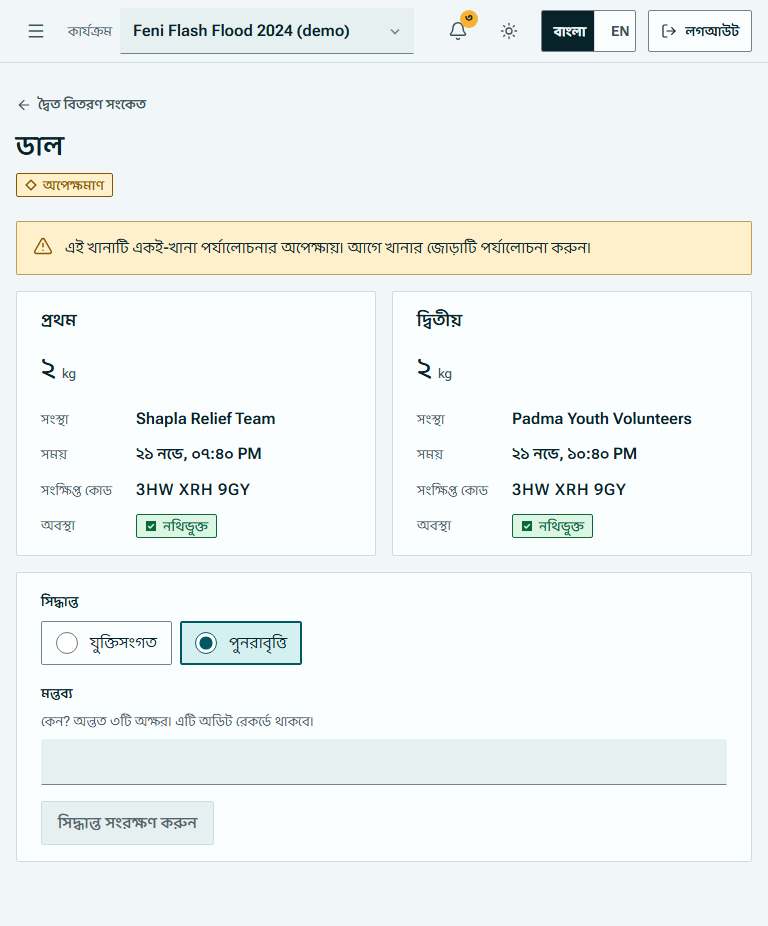 কার্যক্রম Feni Flash Flood 2024 (demo) ৩ বাংলা EN লগআউট
দ্বৈত বিতরণ সংকেত
ডাল
অপেক্ষমাণ
এই খানাটি একই-খানা পর্যালোচনার অপেক্ষায়। আগে খানার জোড়াটি পর্যালোচনা করুন।
প্রথম
২ kg
সংস্থা Shapla Relief Team
সময় ২১ নভে, ০৭:৪০ PM
সংক্ষিপ্ত কোড 3HW XRH 9GY
অবস্থা নথিভুক্ত
দ্বিতীয়
২ kg
সংস্থা Padma Youth Volunteers
সময় ২১ নভে, ১০:৪০ PM
সংক্ষিপ্ত কোড 3HW XRH 9GY
অবস্থা নথিভুক্ত
সিদ্ধান্ত
যুক্তিসংগত পুনরাবৃত্তি
মন্তব্য
কেন? অন্তত ৩টি অক্ষর। এটি অডিট রেকর্ডে থাকবে।
সিদ্ধান্ত সংরক্ষণ করুন